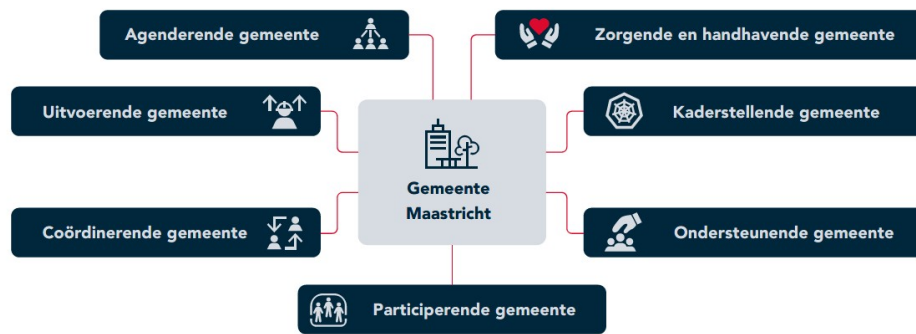 Agenderende gemeente
Zorgende en handhavende gemeente
Uitvoerende gemeente
Kaderstellende gemeente
Gemeente
Maastricht
Coördinerende gemeente
Ondersteunende gemeente
Participerende gemeente